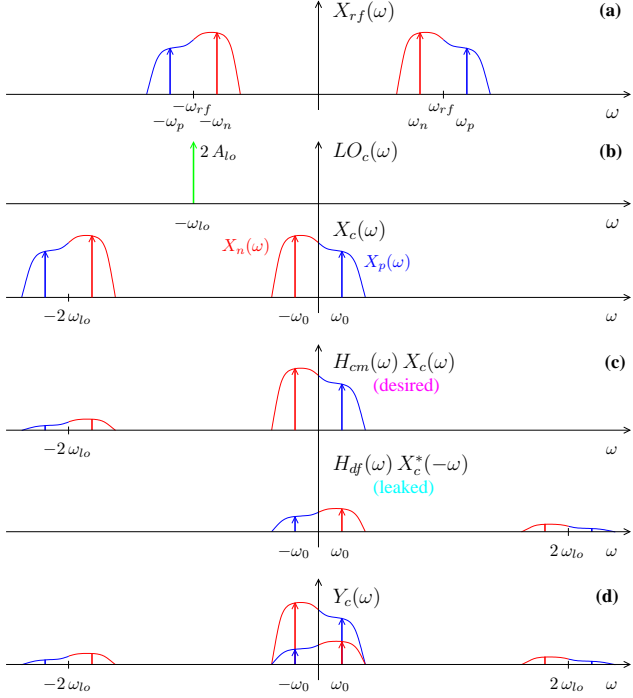 X_{rf}(ω) (a)
−ω_{rf} ω_{rf}
−ω_p −ω_n ω_n ω_p ω
2 A_{lo} LO_c(ω) (b)
−ω_{lo} ω
X_n(ω) X_c(ω)
X_p(ω)
−2 ω_{lo} −ω_0 ω_0 ω
H_{cm}(ω) X_c(ω) (c)
(desired)
−2 ω_{lo} ω
H_{df}(ω) X_c^*(−ω)
(leaked)
−ω_0 ω_0 2 ω_{lo} ω
Y_c(ω) (d)
−2 ω_{lo} −ω_0 ω_0 2 ω_{lo} ω